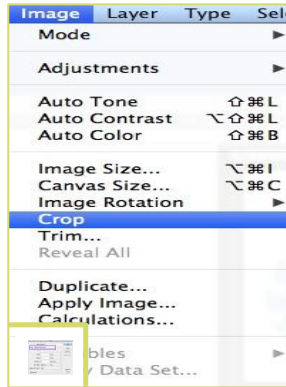 Image Layer Type Sel
Mode ▶
Adjustments ▶
Auto Tone ⇧⌘L
Auto Contrast ⌥⇧⌘L
Auto Color ⇧⌘B
Image Size... ⌥⌘I
Canvas Size... ⌥⌘C
Image Rotation ▶
Crop
Trim...
Reveal All
Duplicate...
Apply Image...
Calculations...
bles ▶
y Data Set...